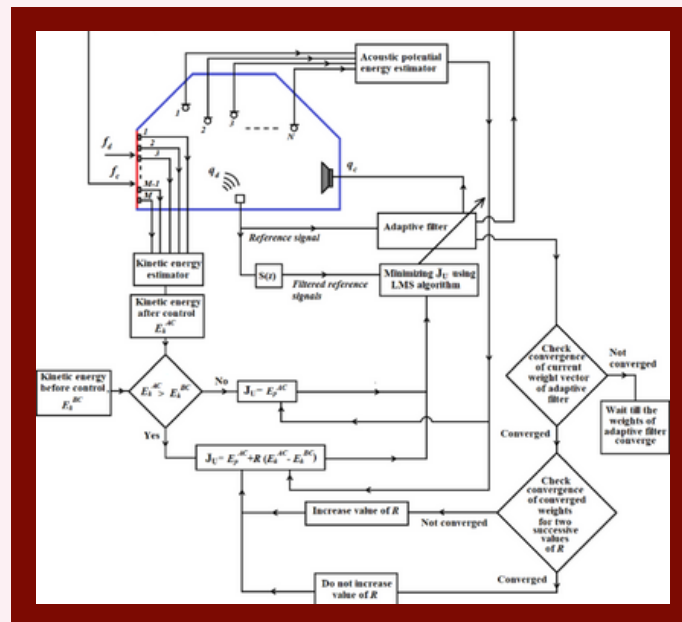 Acoustic potential
energy estimator
1
2
3
N
1
2
3
M-1
M
f_d
f_c
q_d
q_c
Reference signal
Adaptive filter
Kinetic energy
estimator
S(z)
Filtered reference
signals
Minimizing J_U using
LMS algorithm
Kinetic energy
after control
E_k^AC
Kinetic energy
before control,
E_k^BC
E_k^AC > E_k^BC
No
J_U= E_p^AC
Yes
J_U= E_p^AC+R (E_k^AC- E_k^BC)
Check
convergence
of current
weight vector
of adaptive
filter
Not
converged
Wait till the
weights of
adaptive filter
converge
Converged
Check
convergence
of converged
weights
for two
successive
values
of R
Not converged
Increase value of R
Converged
Do not increase
value of R